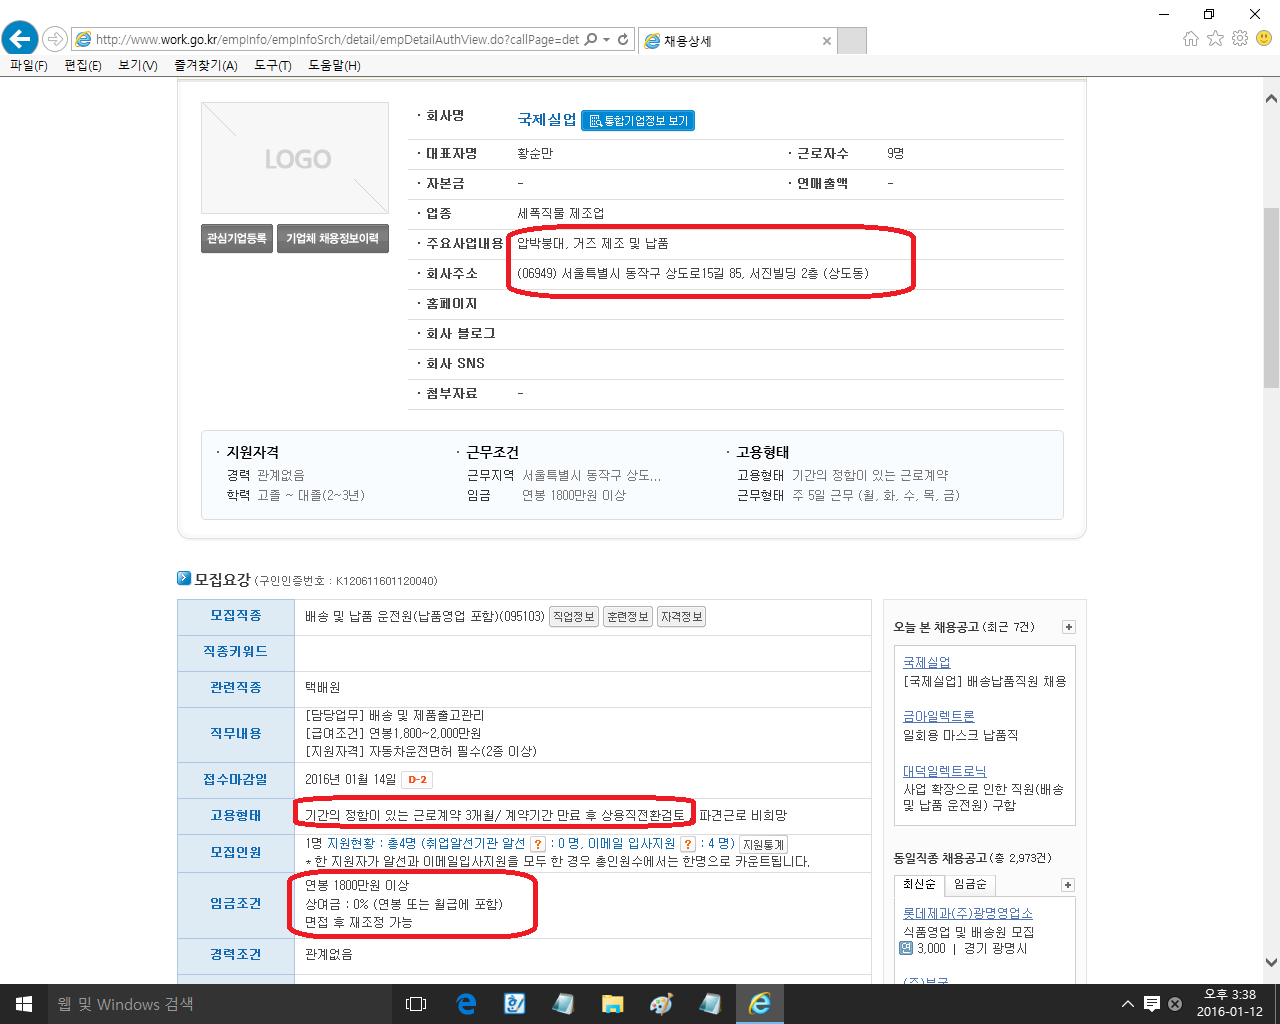 http://www.work.go.kr/empInfo/empInfoSrch/detail/empDetailAuthView.do?callPage=det
채용상세
파일(F) 편집(E) 보기(V) 즐겨찾기(A) 도구(T) 도움말(H)
LOGO
관심기업등록 기업체 채용정보이력
· 회사명 국제실업 통합기업정보 보기
· 대표자명 황순만 · 근로자수 9명
· 자본금 - · 연매출액 -
· 업종 세폭직물 제조업
· 주요사업내용 압박붕대, 거즈 제조 및 납품
· 회사주소 (06949) 서울특별시 동작구 상도로15길 85, 서진빌딩 2층 (상도동)
· 홈페이지
· 회사 블로그
· 회사 SNS
· 첨부자료 -
· 지원자격 · 근무조건 · 고용형태
경력 관계없음 근무지역 서울특별시 동작구 상도... 고용형태 기간의 정함이 있는 근로계약
학력 고졸 ~ 대졸(2~3년) 임금 연봉 1800만원 이상 근무형태 주 5일 근무 (월, 화, 수, 목, 금)
모집요강 (구인인증번호 : K120611601120040)
모집직종 배송 및 납품 운전원(납품영업 포함)(095103) 직업정보 훈련정보 자격정보
직종키워드
관련직종 택배원
직무내용
[담당업무] 배송 및 제품출고관리
[급여조건] 연봉1,800~2,000만원
[지원자격] 자동차운전면허 필수(2종 이상)
접수마감일 2016년 01월 14일 D-2
고용형태 기간의 정함이 있는 근로계약 3개월/ 계약기간 만료 후 상용직전환검토 파견근로 비희망
모집인원 1명 지원현황 : 총4명 (취업알선기관 알선 ? : 0 명, 이메일 입사지원 ? : 4 명) 지원통계
* 한 지원자가 알선과 이메일입사지원을 모두 한 경우 총인원수에서는 한명으로 카운트됩니다.
임금조건
연봉 1800만원 이상
상여금 : 0% (연봉 또는 월급에 포함)
면접 후 재조정 가능
경력조건 관계없음
오늘 본 채용공고 (최근 7건) +
국제실업
[국제실업] 배송납품직원 채용
금아일렉트론
일회용 마스크 납품직
대덕일렉트로닉
사업 확장으로 인한 직원(배송
및 납품 운전원) 구함
동일직종 채용공고 (총 2,973건)
최신순 임금순 +
롯데제과(주)광명영업소
식품영업 및 배송원 모집
연 3,000 | 경기 광명시
웹 및 Windows 검색
오후 3:38
2016-01-12